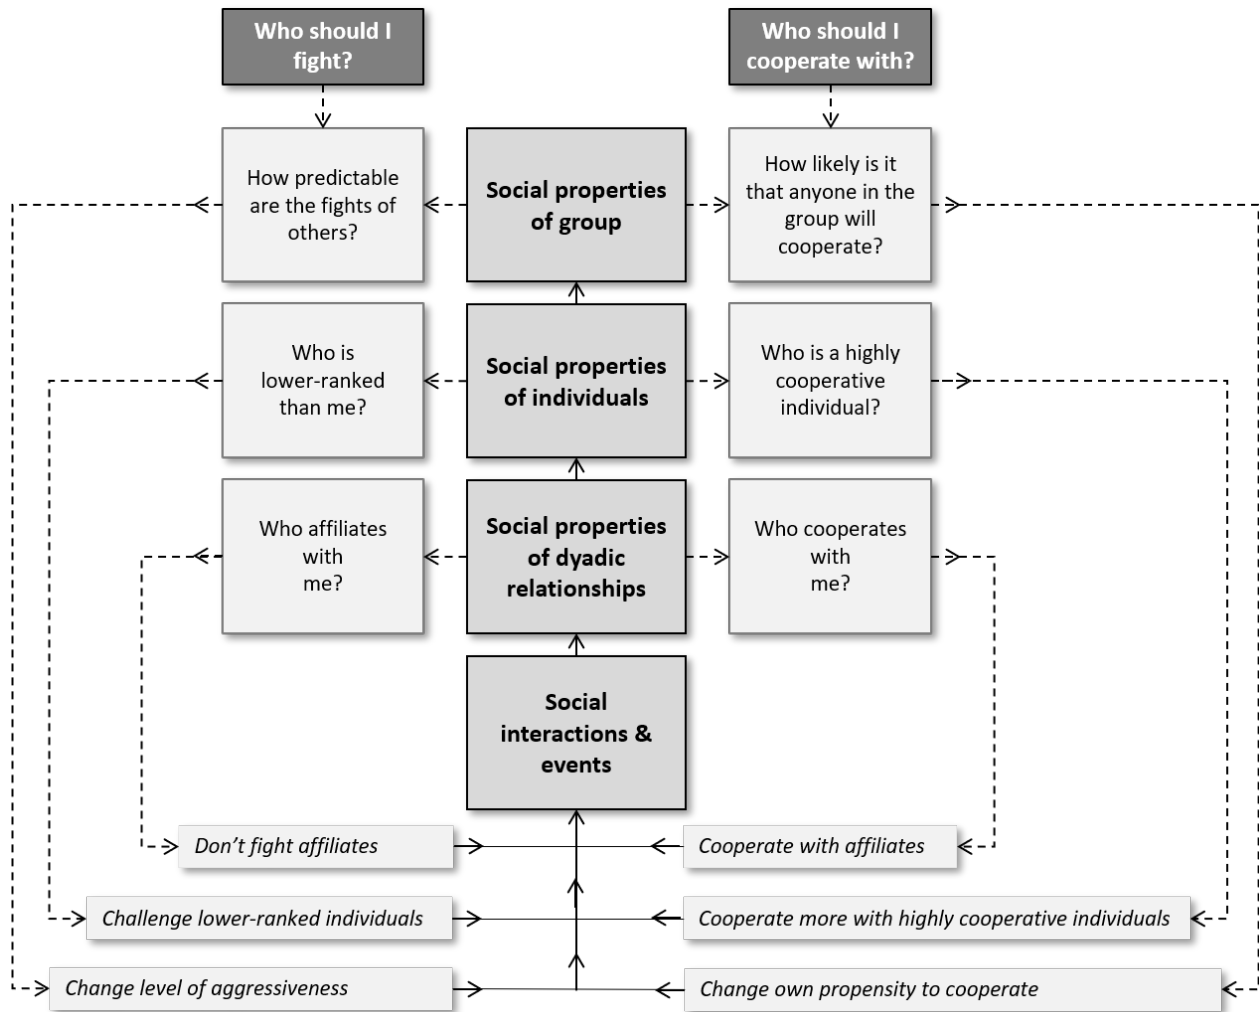 Who should I
fight?
Who should I
cooperate with?
How predictable
are the fights of
others?
Social properties
of group
How likely is it
that anyone in the
group will
cooperate?
Who is
lower-ranked
than me?
Social properties
of individuals
Who is a highly
cooperative
individual?
Who affiliates
with
me?
Social properties
of dyadic
relationships
Who cooperates
with
me?
Social
interactions &
events
Don’t fight affiliates
Cooperate with affiliates
Challenge lower-ranked individuals
Cooperate more with highly cooperative individuals
Change level of aggressiveness
Change own propensity to cooperate